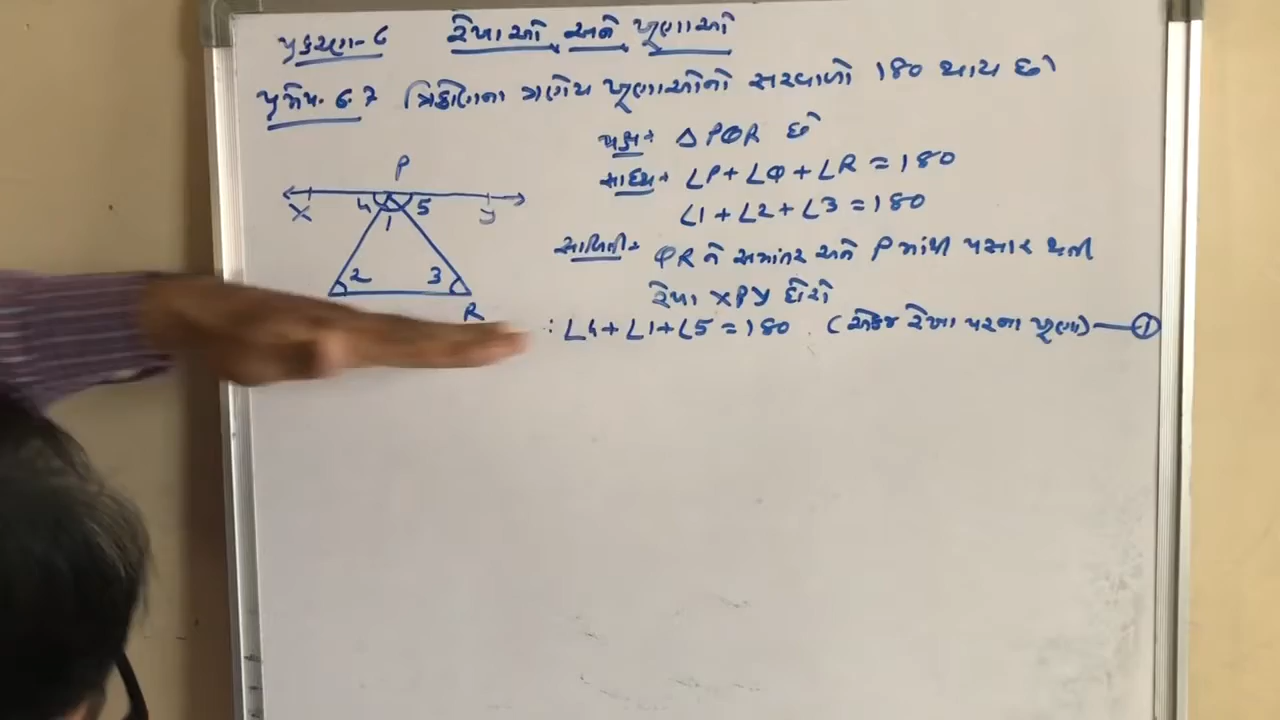 પ્રકરણ-6 રેખાઓ અને ખૂણાઓ
પ્રમેય 6.7 ત્રિકોણના ત્રણેય ખૂણાઓનો સરવાળો 180 થાય છે
પક્ષ: △PQR છે
સાધ્ય: ∠P+∠Q+∠R=180
∠1+∠2+∠3=180
સાબિતી: QR ને સમાંતર અને P માંથી પસાર થતી
રેખા XPY દોરો
∴ ∠4+∠1+∠5=180 (એકજ રેખા પરના ખૂણા) — ①
P
X 4 5 y
1
2 3
R